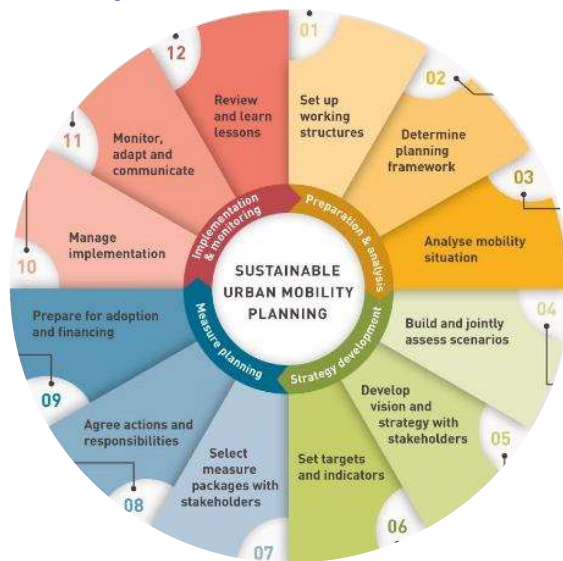 01
Set up
working
structures
02
Determine
planning
framework
03
Analyse mobility
situation
04
Build and jointly
assess scenarios
05
Develop
vision and
strategy with
stakeholders
06
Set targets
and indicators
07
Select
measure
packages with
stakeholders
08
Agree actions and
responsibilities
09
Prepare for adoption
and financing
10
Manage
implementation
11
Monitor,
adapt and
communicate
12
Review
and learn
lessons
Preparation & analysis
Strategy development
Measure planning
Implementation
& monitoring
SUSTAINABLE
URBAN MOBILITY
PLANNING